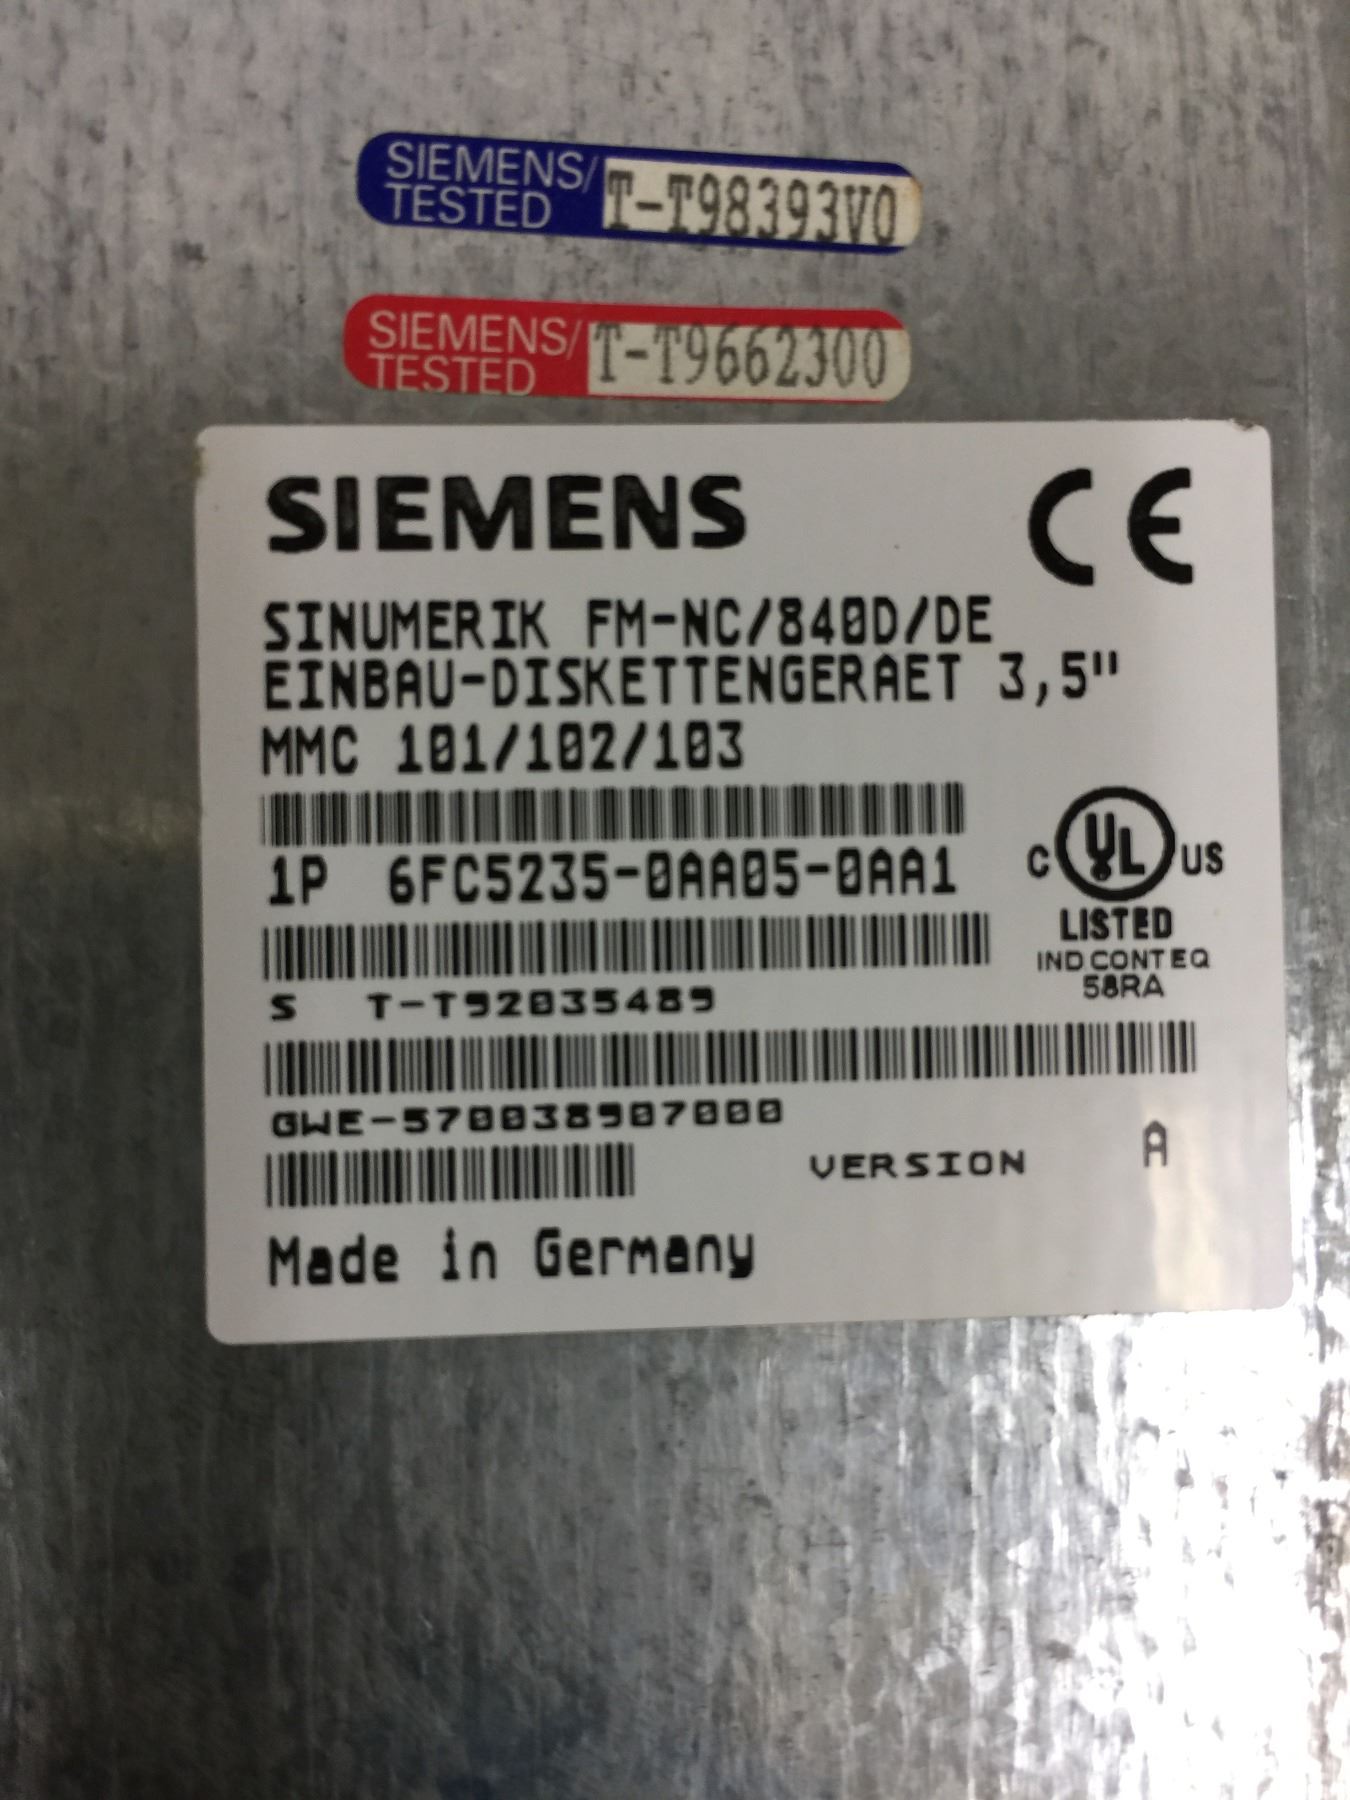 SIEMENS/
TESTED
T-T98393V0
SIEMENS/
TESTED
T-T9662300
SIEMENS
CE
SINUMERIK FM-NC/840D/DE
EINBAU-DISKETTENGERAET 3,5"
MMC 101/102/103
1P 6FC5235-0AA05-0AA1
C UL US
LISTED
IND CONT EQ
58RA
S T-T92035489
GWE-570038907000
VERSION A
Made in Germany